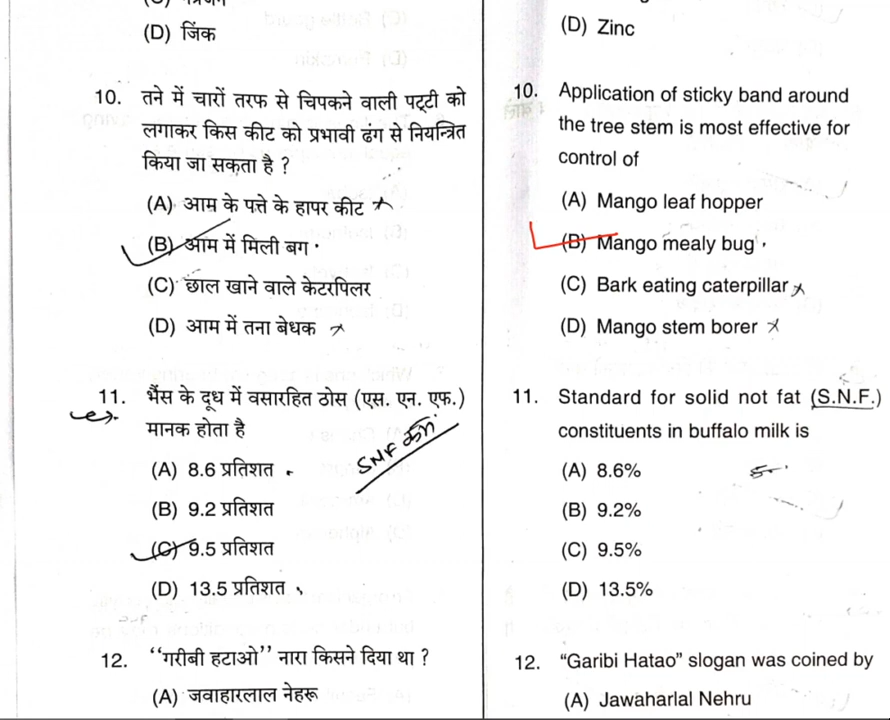 (D) जिंक
10. तने में चारों तरफ से चिपकने वाली पट्टी को
लगाकर किस कीट को प्रभावी ढंग से नियन्त्रित
किया जा सकता है ?
(A) आम के पत्ते के हापर कीट
(B) आम में मिली बग
(C) छाल खाने वाले केटरपिलर
(D) आम में तना बेधक
11. भैंस के दूध में वसारहित ठोस (एस. एन. एफ.)
मानक होता है
SNF
(A) 8.6 प्रतिशत
(B) 9.2 प्रतिशत
(C) 9.5 प्रतिशत
(D) 13.5 प्रतिशत
12. ‘‘गरीबी हटाओ’’ नारा किसने दिया था ?
(A) जवाहारलाल नेहरू
(D) Zinc
10. Application of sticky band around
the tree stem is most effective for
control of
(A) Mango leaf hopper
(B) Mango mealy bug
(C) Bark eating caterpillar
(D) Mango stem borer
11. Standard for solid not fat (S.N.F.)
constituents in buffalo milk is
(A) 8.6%
(B) 9.2%
(C) 9.5%
(D) 13.5%
12. “Garibi Hatao” slogan was coined by
(A) Jawaharlal Nehru